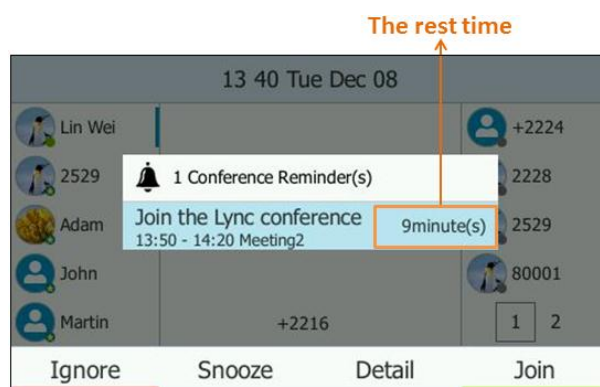 The rest time
13 40 Tue Dec 08
Lin Wei
+2224
2529
1 Conference Reminder(s)
2228
Adam
Join the Lync conference
9minute(s)
13:50 - 14:20 Meeting2
2529
John
80001
Martin
+2216
1 2
Ignore Snooze Detail Join